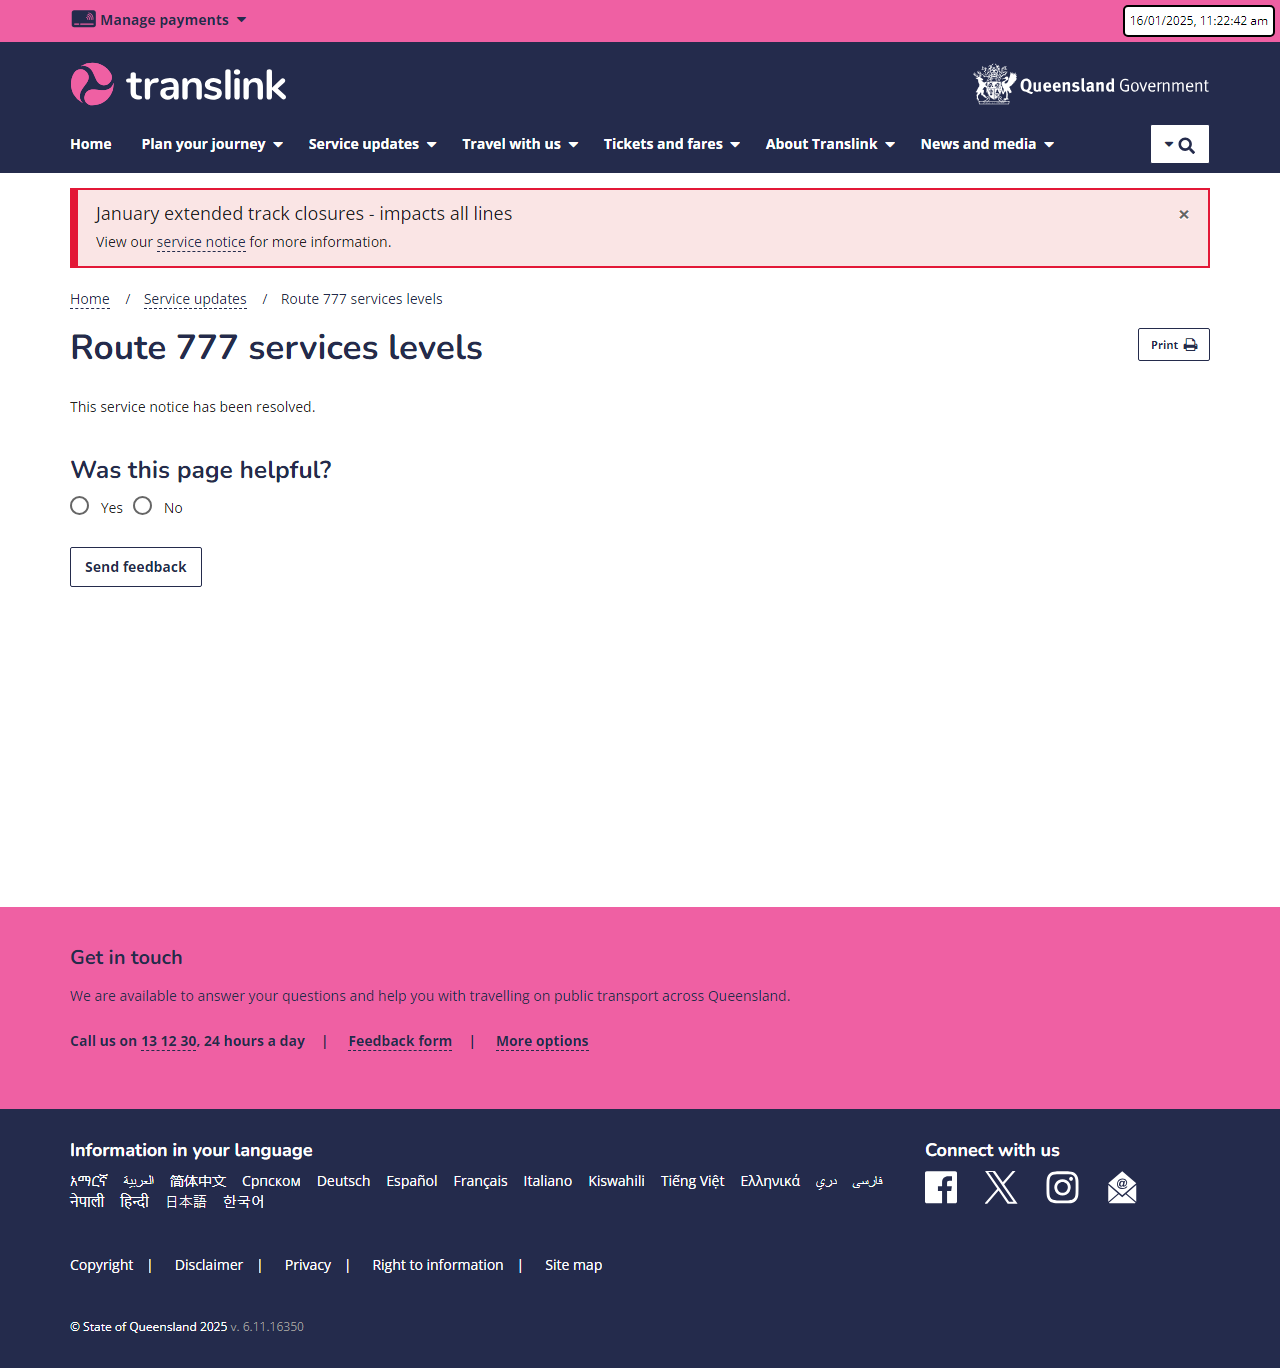 Manage payments
16/01/2025, 11:22:42 am
translink
Queensland Government
Home Plan your journey Service updates Travel with us Tickets and fares About Translink News and media
January extended track closures - impacts all lines
×
View our service notice for more information.
Home / Service updates / Route 777 services levels
Route 777 services levels
Print
This service notice has been resolved.
Was this page helpful?
Yes No
Send feedback
Get in touch
We are available to answer your questions and help you with travelling on public transport across Queensland.
Call us on 13 12 30, 24 hours a day | Feedback form | More options
Information in your language
አማርኛ العربية 简体中文 Српском Deutsch Español Français Italiano Kiswahili Tiếng Việt Ελληνικά دري فارسی
नेपाली हिन्दी 日本語 한국어
Connect with us
Copyright | Disclaimer | Privacy | Right to information | Site map
© State of Queensland 2025 v. 6.11.16350